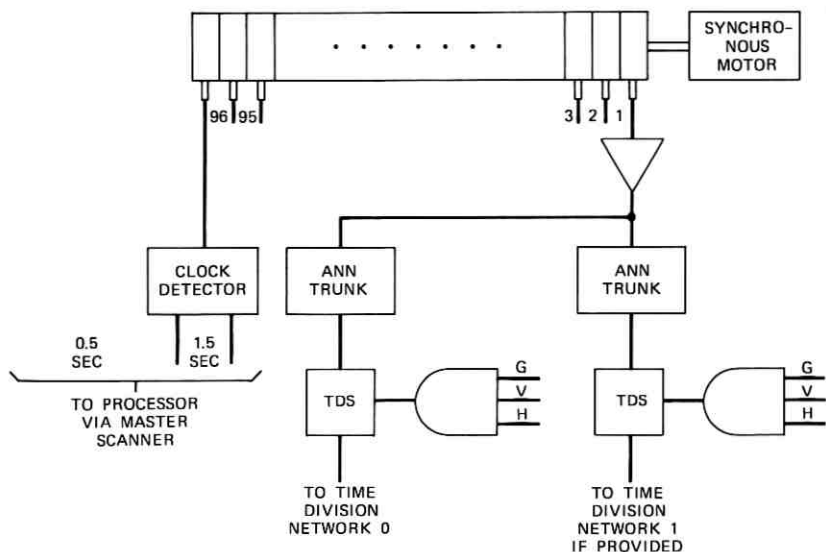 SYNCHRO-
NOUS
MOTOR
96 95
3 2 1
CLOCK
DETECTOR
ANN
TRUNK
ANN
TRUNK
0.5
SEC
1.5
SEC
TO PROCESSOR
VIA MASTER
SCANNER
TDS
G
V
H
TDS
G
V
H
TO TIME
DIVISION
NETWORK 0
TO TIME
DIVISION
NETWORK 1
IF PROVIDED